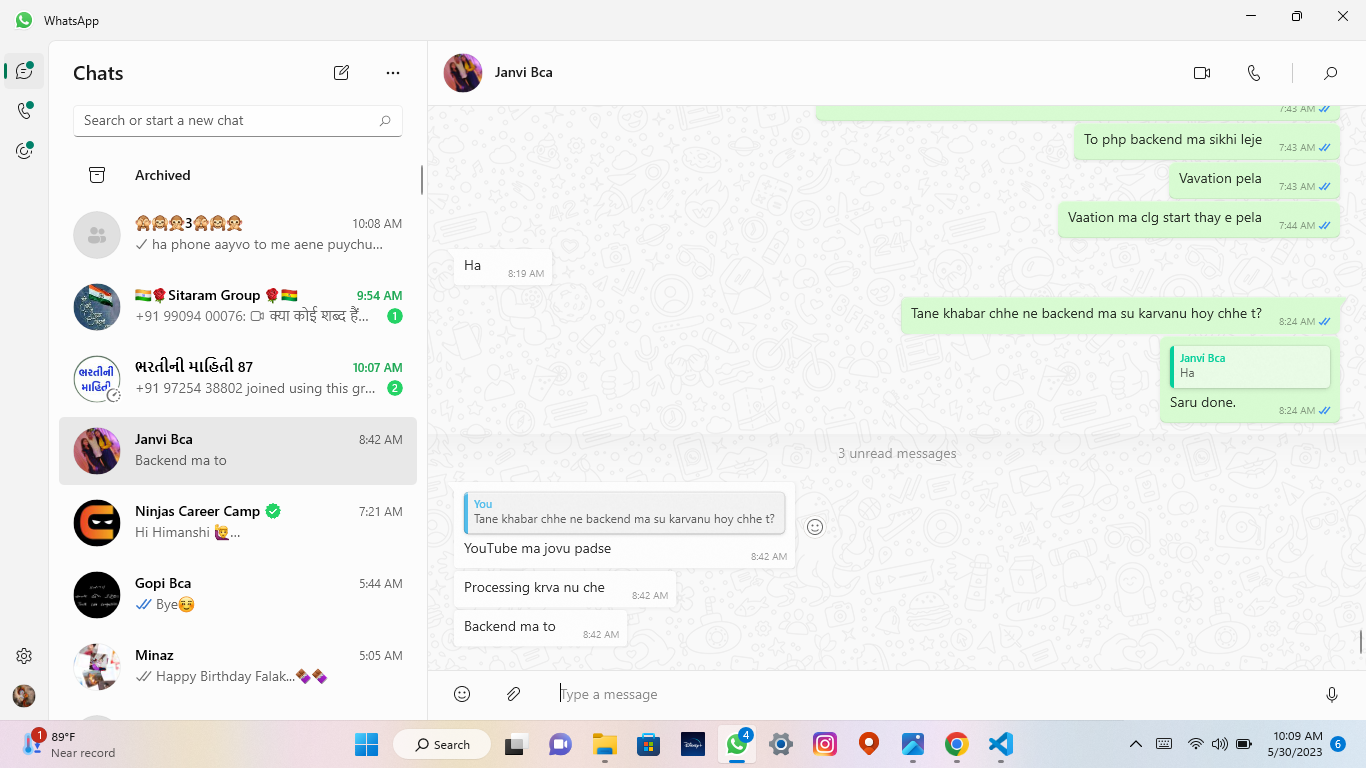 WhatsApp
Chats
Search or start a new chat
Archived
🙈🙉🙊3🙈🙉🙊 10:08 AM
ha phone aayvo to me aene puychu...
🇮🇳🌹Sitaram Group 🌹🇧🇴 9:54 AM
+91 99094 00076: क्या कोई शब्द हैं... 1
ભરતીની માહિતી
ભરતીની માહિતી 87 10:07 AM
+91 97254 38802 joined using this gr... 2
Janvi Bca 8:42 AM
Backend ma to
Ninjas Career Camp 7:21 AM
Hi Himanshi 🙋...
Gopi Bca 5:44 AM
Bye☺️
Minaz 5:05 AM
Happy Birthday Falak...🍫🍫
Janvi Bca
7:43 AM
To php backend ma sikhi leje 7:43 AM
Vavation pela 7:43 AM
Vaation ma clg start thay e pela 7:44 AM
Ha 8:19 AM
Tane khabar chhe ne backend ma su karvanu hoy chhe t? 8:24 AM
Janvi Bca
Ha
Saru done. 8:24 AM
3 unread messages
You
Tane khabar chhe ne backend ma su karvanu hoy chhe t?
YouTube ma jovu padse 8:42 AM
Processing krva nu che 8:42 AM
Backend ma to 8:42 AM
Type a message
1 89°F
Near record
Search
Disney+
4
10:09 AM
5/30/2023 6